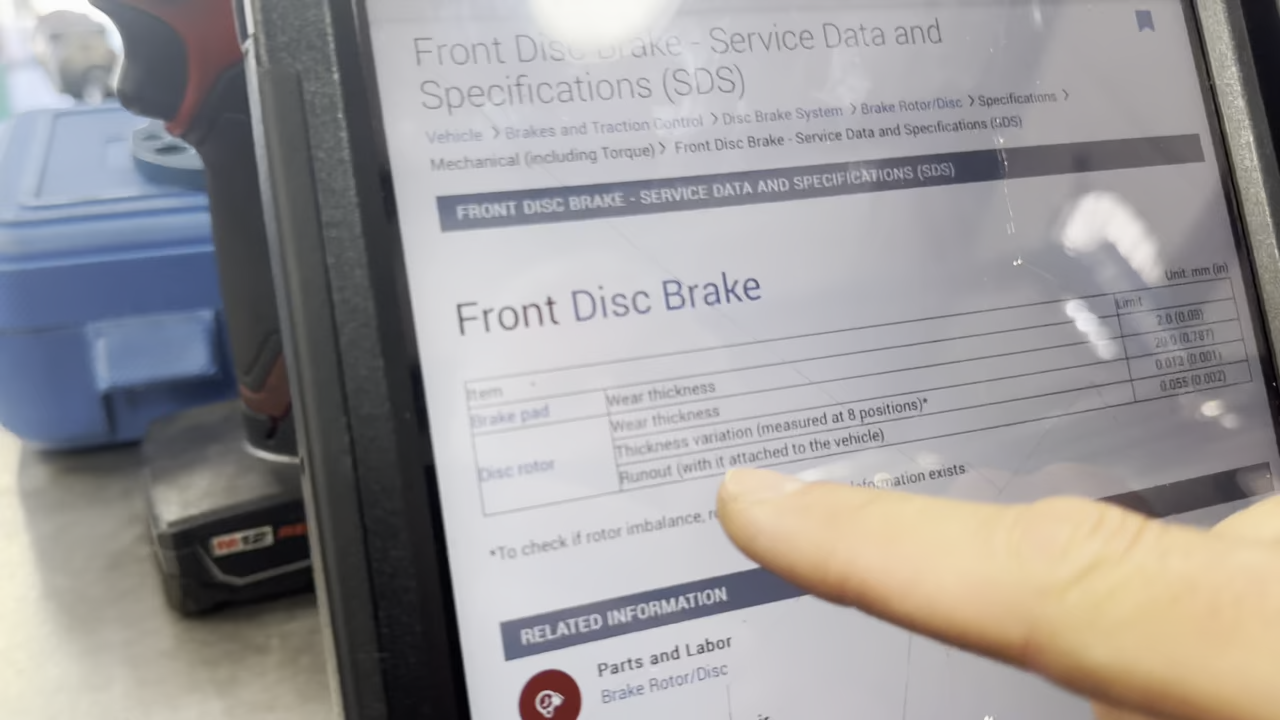 Front Disc Brake - Service Data and
Specifications (SDS)
Vehicle > Brakes and Traction Control > Disc Brake System > Brake Rotor/Disc > Specifications >
Mechanical (including Torque) > Front Disc Brake - Service Data and Specifications (SDS)
FRONT DISC BRAKE - SERVICE DATA AND SPECIFICATIONS (SDS)
Front Disc Brake
Unit: mm (in)
Item Limit
Brake pad Wear thickness 2.0 (0.08)
Disc rotor Wear thickness 20.0 (0.787)
Thickness variation (measured at 8 positions)* 0.012 (0.001)
Runout (with it attached to the vehicle) 0.055 (0.002)
*To check if rotor imbalance, information exists
RELATED INFORMATION
Parts and Labor
Brake Rotor/Disc